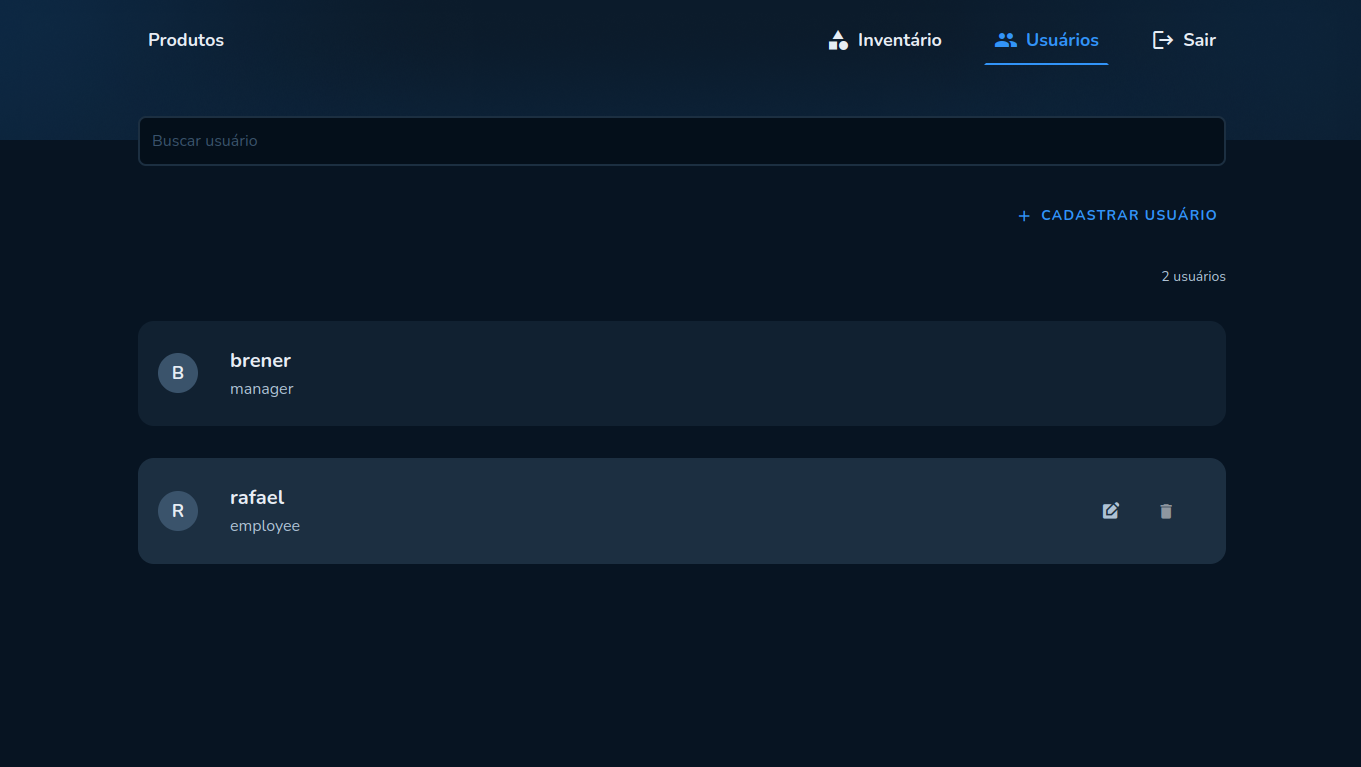 Produtos Inventário Usuários Sair
Buscar usuário
+ CADASTRAR USUÁRIO
2 usuários
B
brener
manager
R
rafael
employee